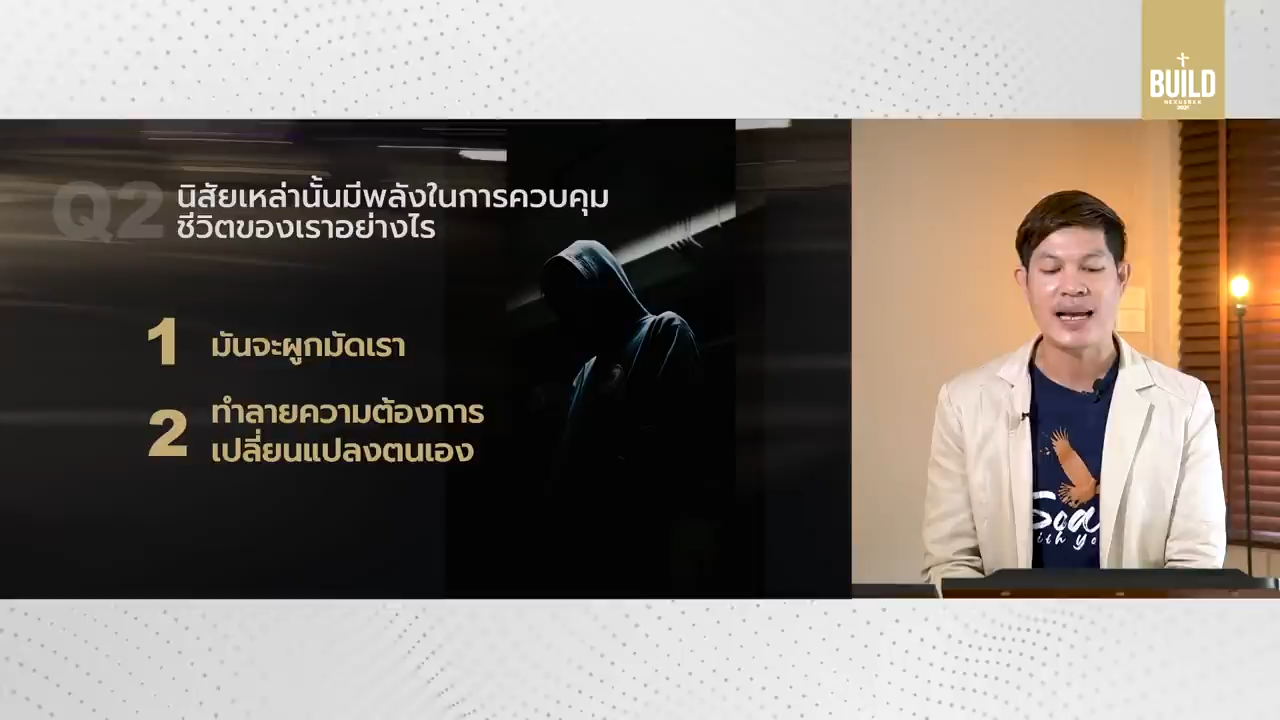 BUILD
NEXUSBKK
2021
Q2
นิสัยเหล่านั้นมีพลังในการควบคุม
ชีวิตของเราอย่างไร
1 มันจะผูกมัดเรา
2 ทำลายความต้องการ
เปลี่ยนแปลงตนเอง